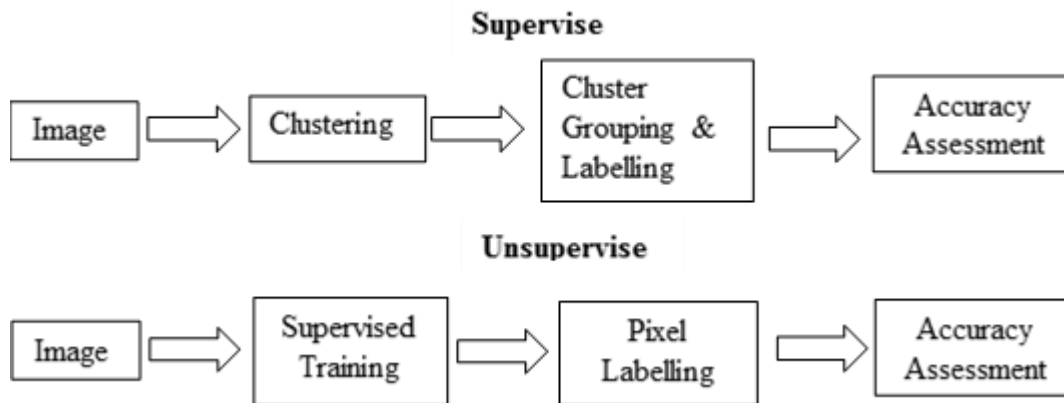 Supervise
Image
Clustering
Cluster
Grouping &
Labelling
Accuracy
Assessment
Unsupervise
Image
Supervised
Training
Pixel
Labelling
Accuracy
Assessment